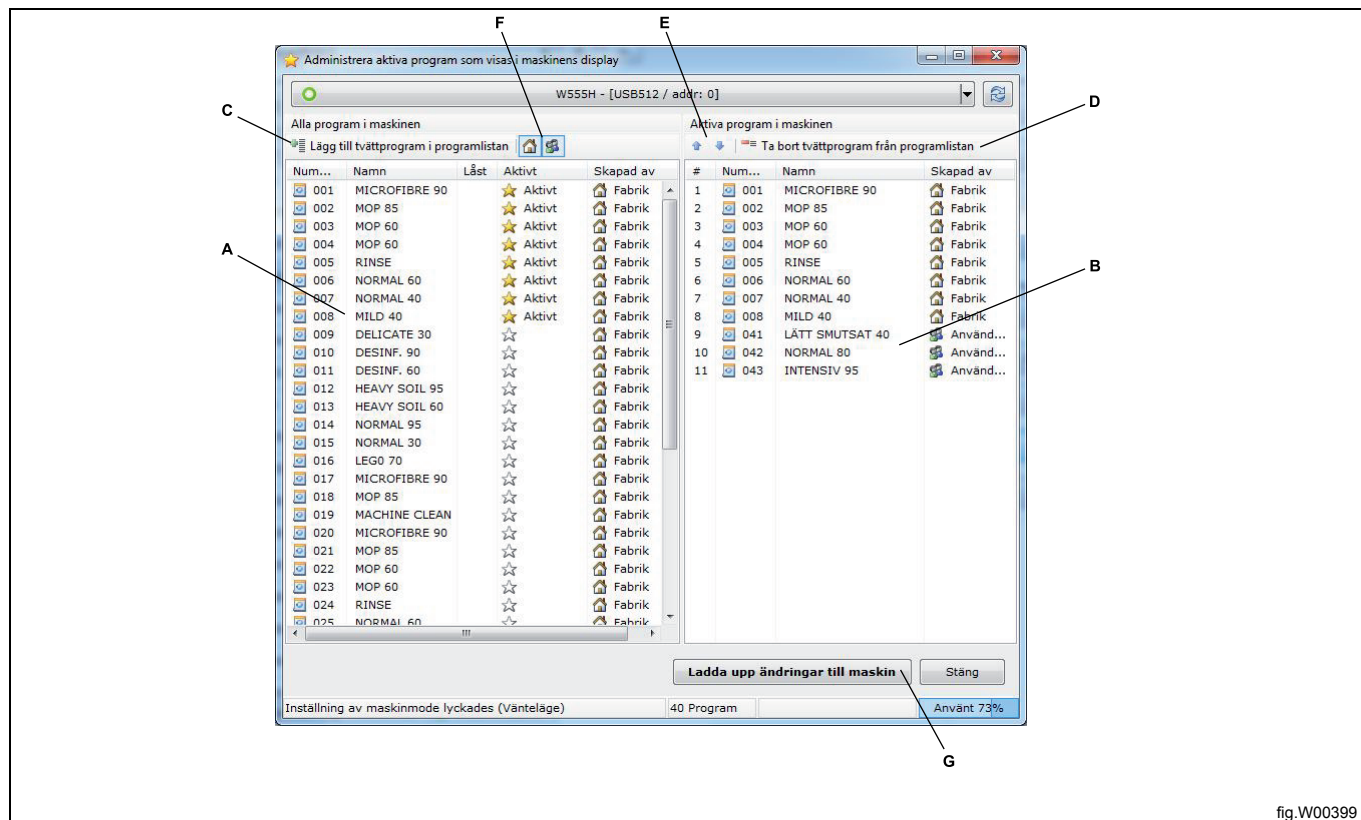 F
E
Administrera aktiva program som visas i maskinens display
W555H - [USB512 / addr: 0]
C
D
Alla program i maskinen
Aktiva program i maskinen
Lägg till tvättprogram i programlistan
Ta bort tvättprogram från programlistan
Num... Namn Låst Aktivt Skapad av
001 MICROFIBRE 90 Aktivt Fabrik
002 MOP 85 Aktivt Fabrik
003 MOP 60 Aktivt Fabrik
004 MOP 60 Aktivt Fabrik
005 RINSE Aktivt Fabrik
006 NORMAL 60 Aktivt Fabrik
007 NORMAL 40 Aktivt Fabrik
008 MILD 40 Aktivt Fabrik
009 DELICATE 30 Fabrik
010 DESINF. 90 Fabrik
011 DESINF. 60 Fabrik
012 HEAVY SOIL 95 Fabrik
013 HEAVY SOIL 60 Fabrik
014 NORMAL 95 Fabrik
015 NORMAL 30 Fabrik
016 LEG0 70 Fabrik
017 MICROFIBRE 90 Fabrik
018 MOP 85 Fabrik
019 MACHINE CLEAN Fabrik
020 MICROFIBRE 90 Fabrik
021 MOP 85 Fabrik
022 MOP 60 Fabrik
023 MOP 60 Fabrik
024 RINSE Fabrik
025 NORMAL 60 Fabrik
# Num... Namn Skapad av
1 001 MICROFIBRE 90 Fabrik
2 002 MOP 85 Fabrik
3 003 MOP 60 Fabrik
4 004 MOP 60 Fabrik
5 005 RINSE Fabrik
6 006 NORMAL 60 Fabrik
7 007 NORMAL 40 Fabrik
8 008 MILD 40 Fabrik
9 041 LÄTT SMUTSAT 40 Använd...
10 042 NORMAL 80 Använd...
11 043 INTENSIV 95 Använd...
A
B
Ladda upp ändringar till maskin
Stäng
Inställning av maskinmode lyckades (Vänteläge)
40 Program
Använt 73%
G
fig.W00399